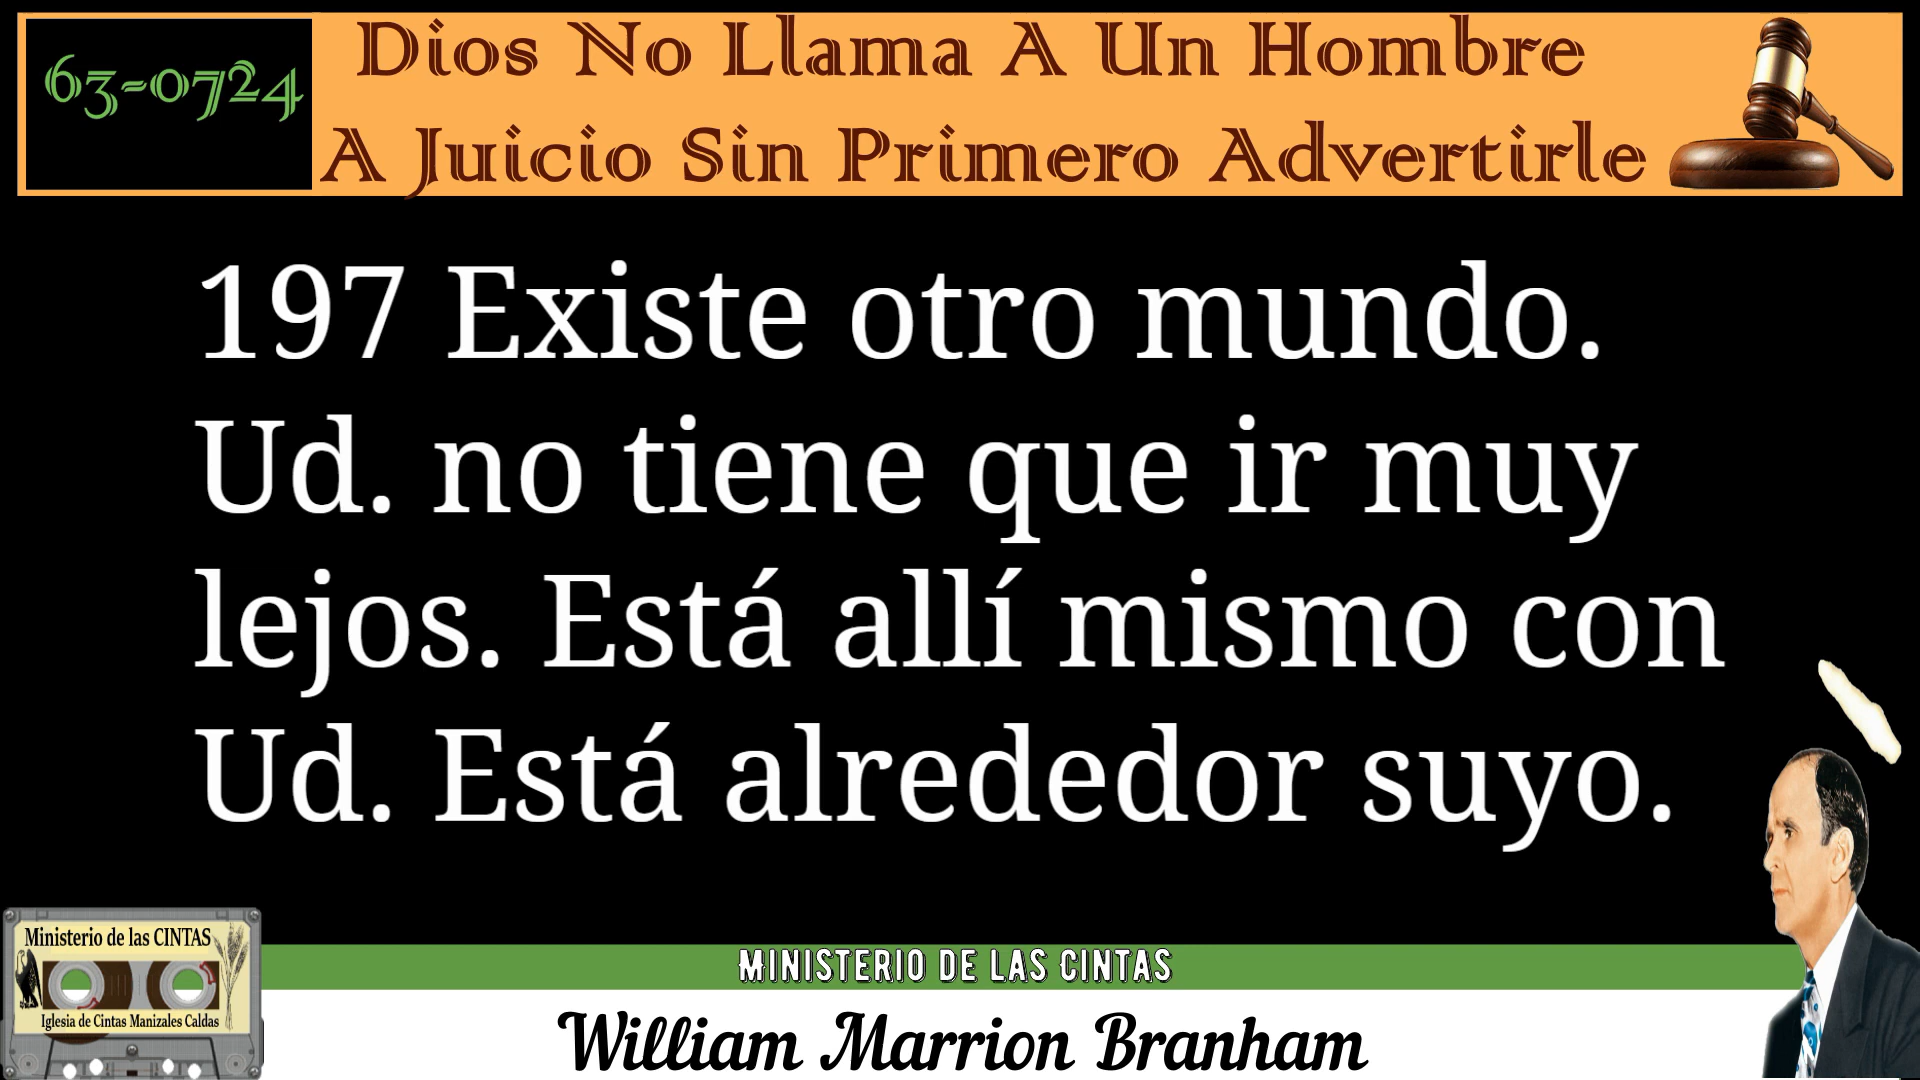 63-0724
Dios No Llama A Un Hombre
A Juicio Sin Primero Advertirle
197 Existe otro mundo.
Ud. no tiene que ir muy
lejos. Está allí mismo con
Ud. Está alrededor suyo.
Ministerio de las CINTAS
Iglesia de Cintas Manizales Caldas
MINISTERIO DE LAS CINTAS
William Marrion Branham